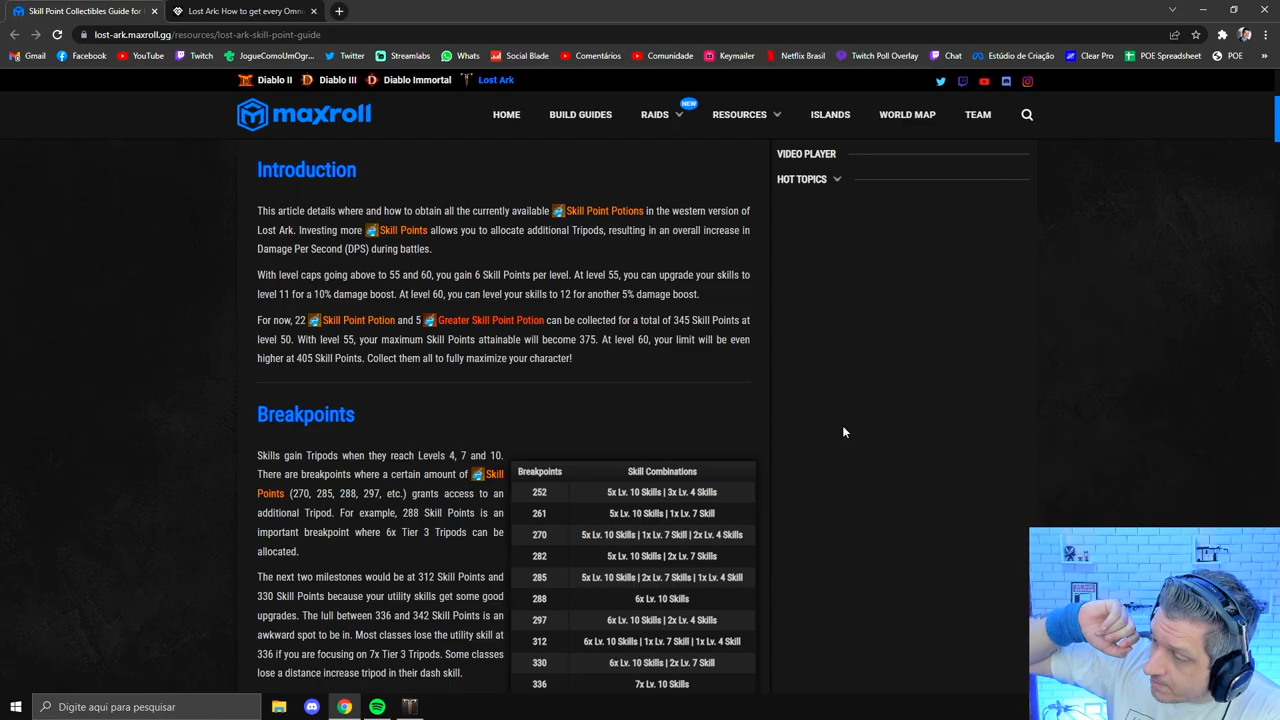 Skill Point Collectibles Guide for
Lost Ark: How to get every Omni
lost-ark.maxroll.gg/resources/lost-ark-skill-point-guide
Gmail
Facebook
YouTube
Twitch
JogueComoUmOgr...
Twitter
Streamlabs
Whats
Social Blade
Comentários
Comunidade
Keymailer
Netflix Brasil
Twitch Poll Overlay
Chat
Estúdio de Criação
Clear Pro
POE Spreadsheet
POE
Diablo II
Diablo III
Diablo Immortal
Lost Ark
maxroll
HOME
BUILD GUIDES
RAIDS
NEW
RESOURCES
ISLANDS
WORLD MAP
TEAM
Introduction
This article details where and how to obtain all the currently available Skill Point Potions in the western version of
Lost Ark. Investing more Skill Points allows you to allocate additional Tripods, resulting in an overall increase in
Damage Per Second (DPS) during battles.
With level caps going above to 55 and 60, you gain 6 Skill Points per level. At level 55, you can upgrade your skills to
level 11 for a 10% damage boost. At level 60, you can level your skills to 12 for another 5% damage boost.
For now, 22 Skill Point Potion and 5 Greater Skill Point Potion can be collected for a total of 345 Skill Points at
level 50. With level 55, your maximum Skill Points attainable will become 375. At level 60, your limit will be even
higher at 405 Skill Points. Collect them all to fully maximize your character!
VIDEO PLAYER
HOT TOPICS
Breakpoints
Skills gain Tripods when they reach Levels 4, 7 and 10.
There are breakpoints where a certain amount of Skill
Points (270, 285, 288, 297, etc.) grants access to an
additional Tripod. For example, 288 Skill Points is an
important breakpoint where 6x Tier 3 Tripods can be
allocated.
The next two milestones would be at 312 Skill Points and
330 Skill Points because your utility skills get some good
upgrades. The lull between 336 and 342 Skill Points is an
awkward spot to be in. Most classes lose the utility skill at
336 if you are focusing on 7x Tier 3 Tripods. Some classes
lose a distance increase tripod in their dash skill.
Breakpoints Skill Combinations
252 5x Lv. 10 Skills | 3x Lv. 4 Skills
261 5x Lv. 10 Skills | 1x Lv. 7 Skill
270 5x Lv. 10 Skills | 1x Lv. 7 Skill | 2x Lv. 4 Skills
282 5x Lv. 10 Skills | 2x Lv. 7 Skills
285 5x Lv. 10 Skills | 2x Lv. 7 Skills | 1x Lv. 4 Skill
288 6x Lv. 10 Skills
297 6x Lv. 10 Skills | 2x Lv. 4 Skills
312 6x Lv. 10 Skills | 1x Lv. 7 Skill | 1x Lv. 4 Skill
330 6x Lv. 10 Skills | 2x Lv. 7 Skill
336 7x Lv. 10 Skills
Digite aqui para pesquisar